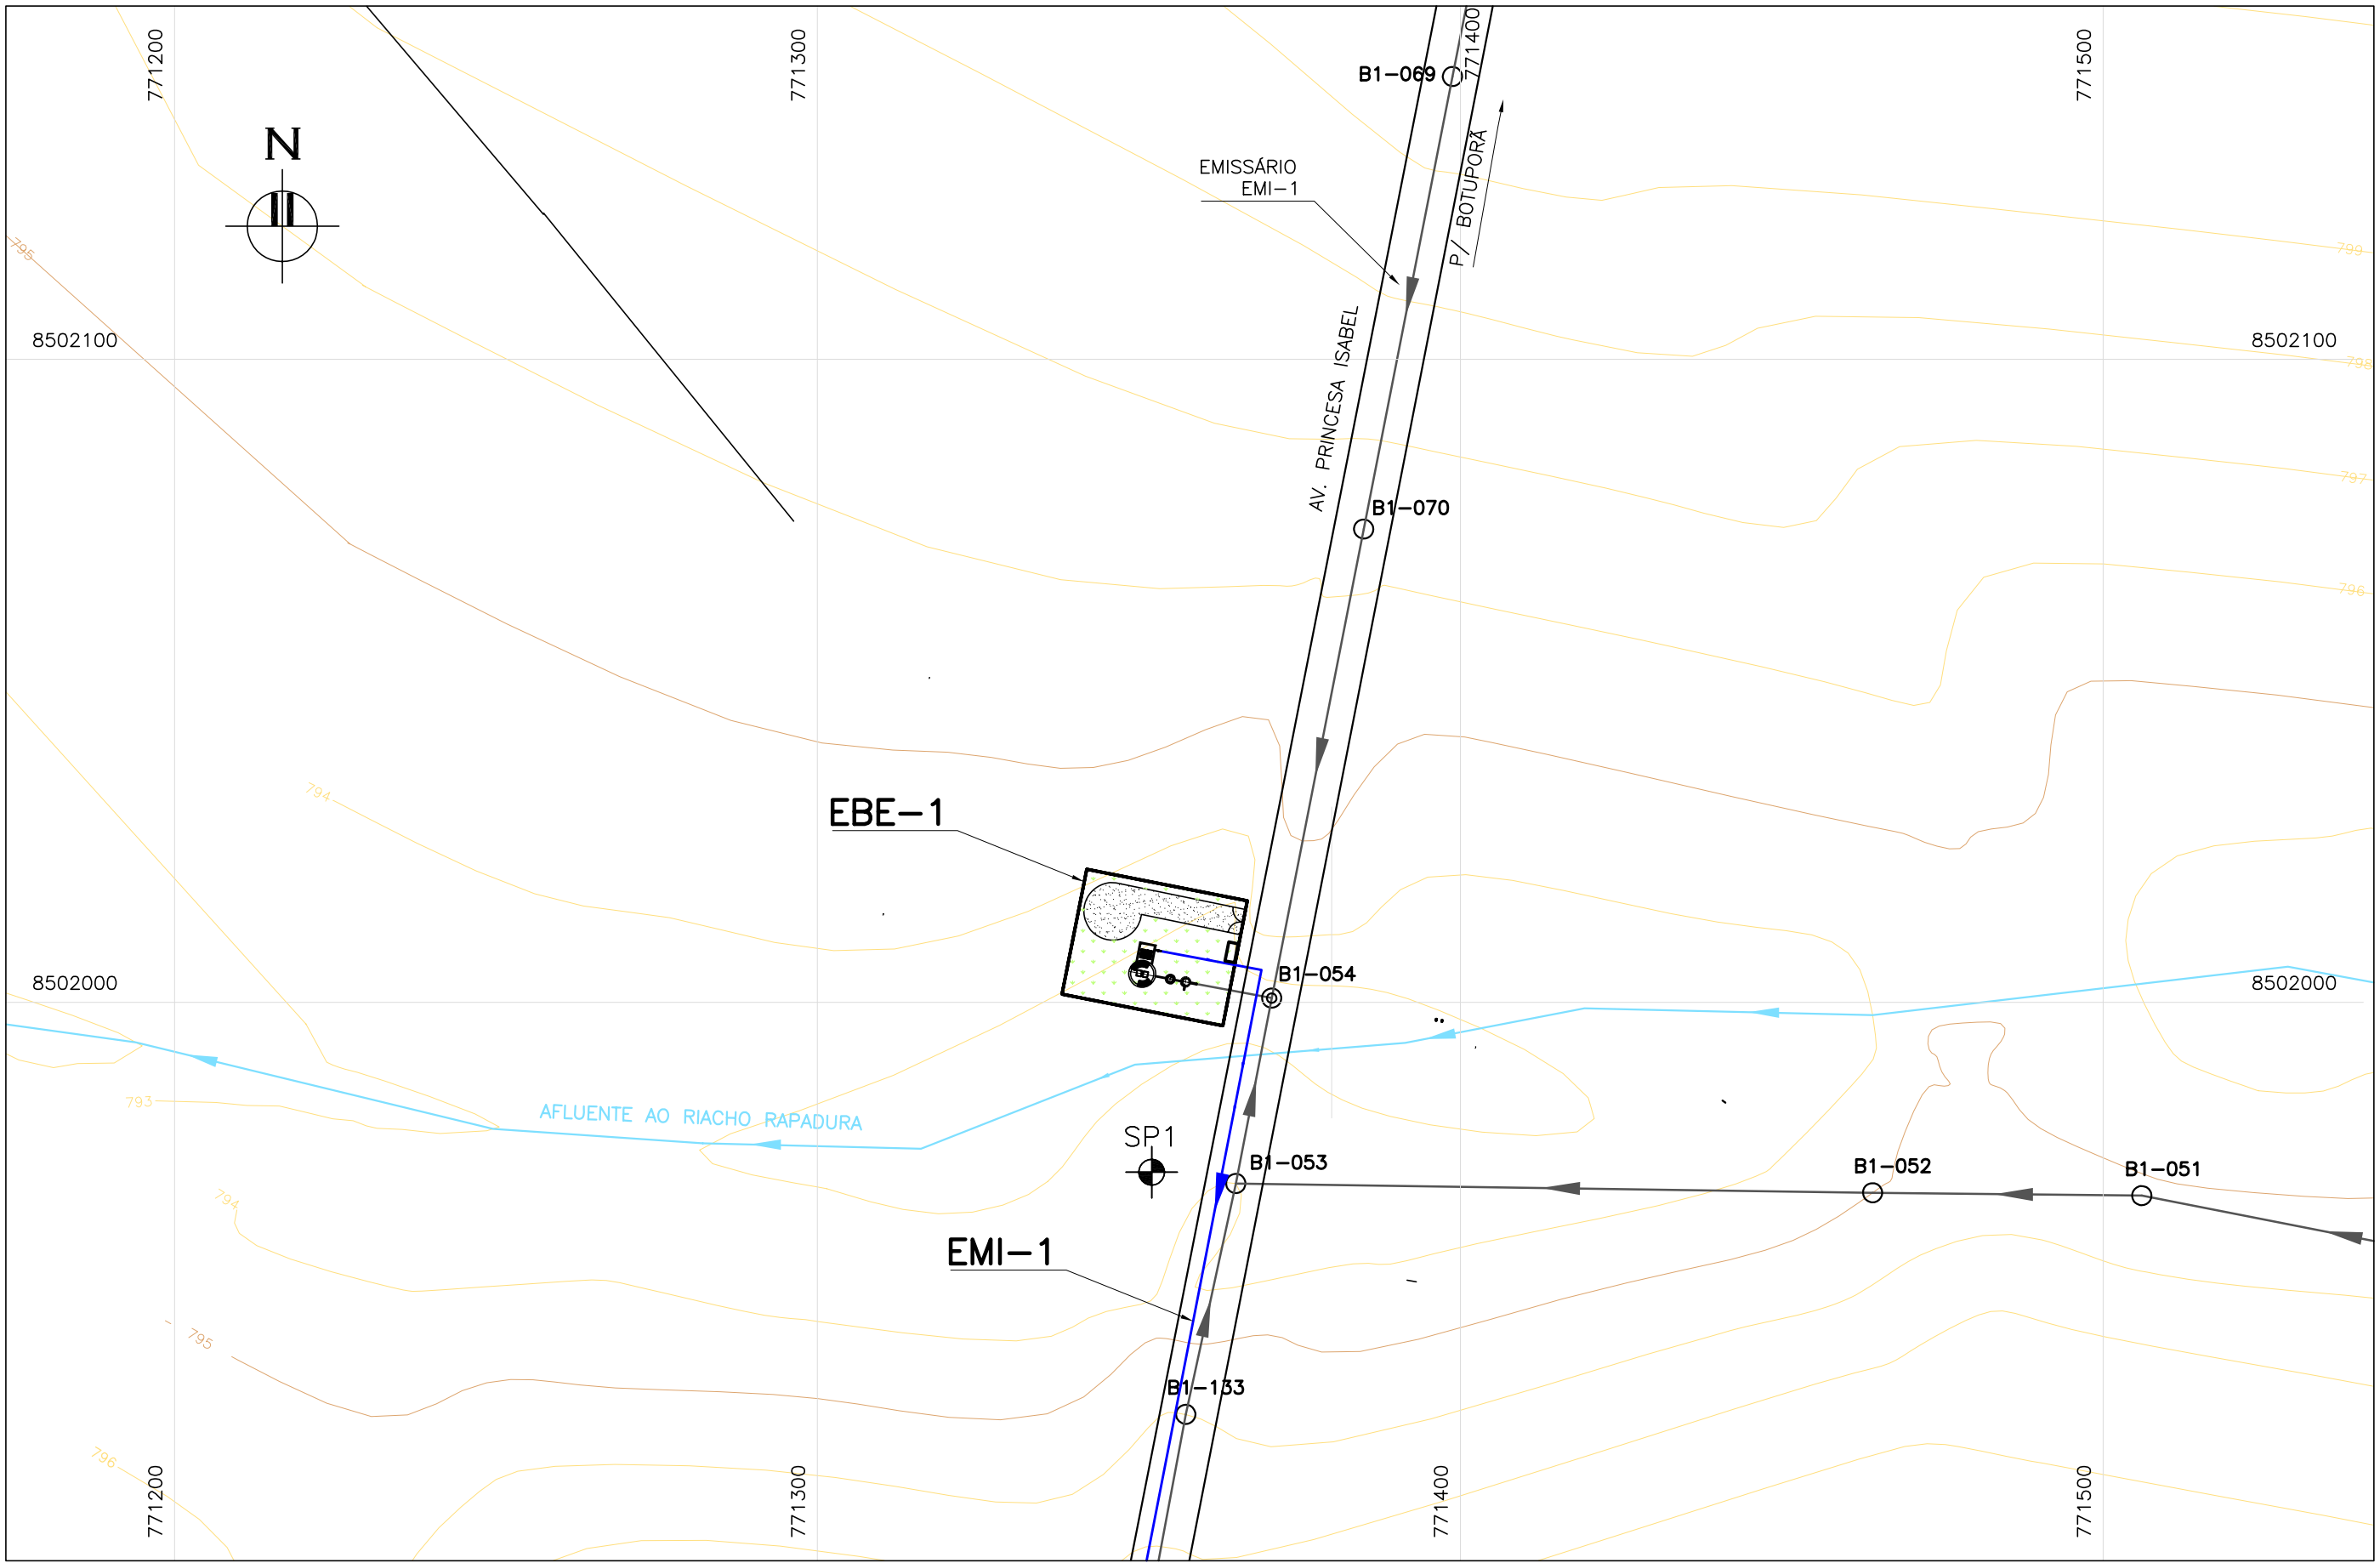 771200
771300
771400
771500
B1-069
N
EMISSÁRIO
EMI-1
P/ BOTUPORÃ
795
799
8502100
8502100
798
AV. PRINCESA ISABEL
797
B1-070
796
794
EBE-1
B1-054
8502000
8502000
793
AFLUENTE AO RIACHO RAPADURA
SP1
B1-053
B1-052
B1-051
794
EMI-1
795
B1-133
796
771200
771300
771400
771500